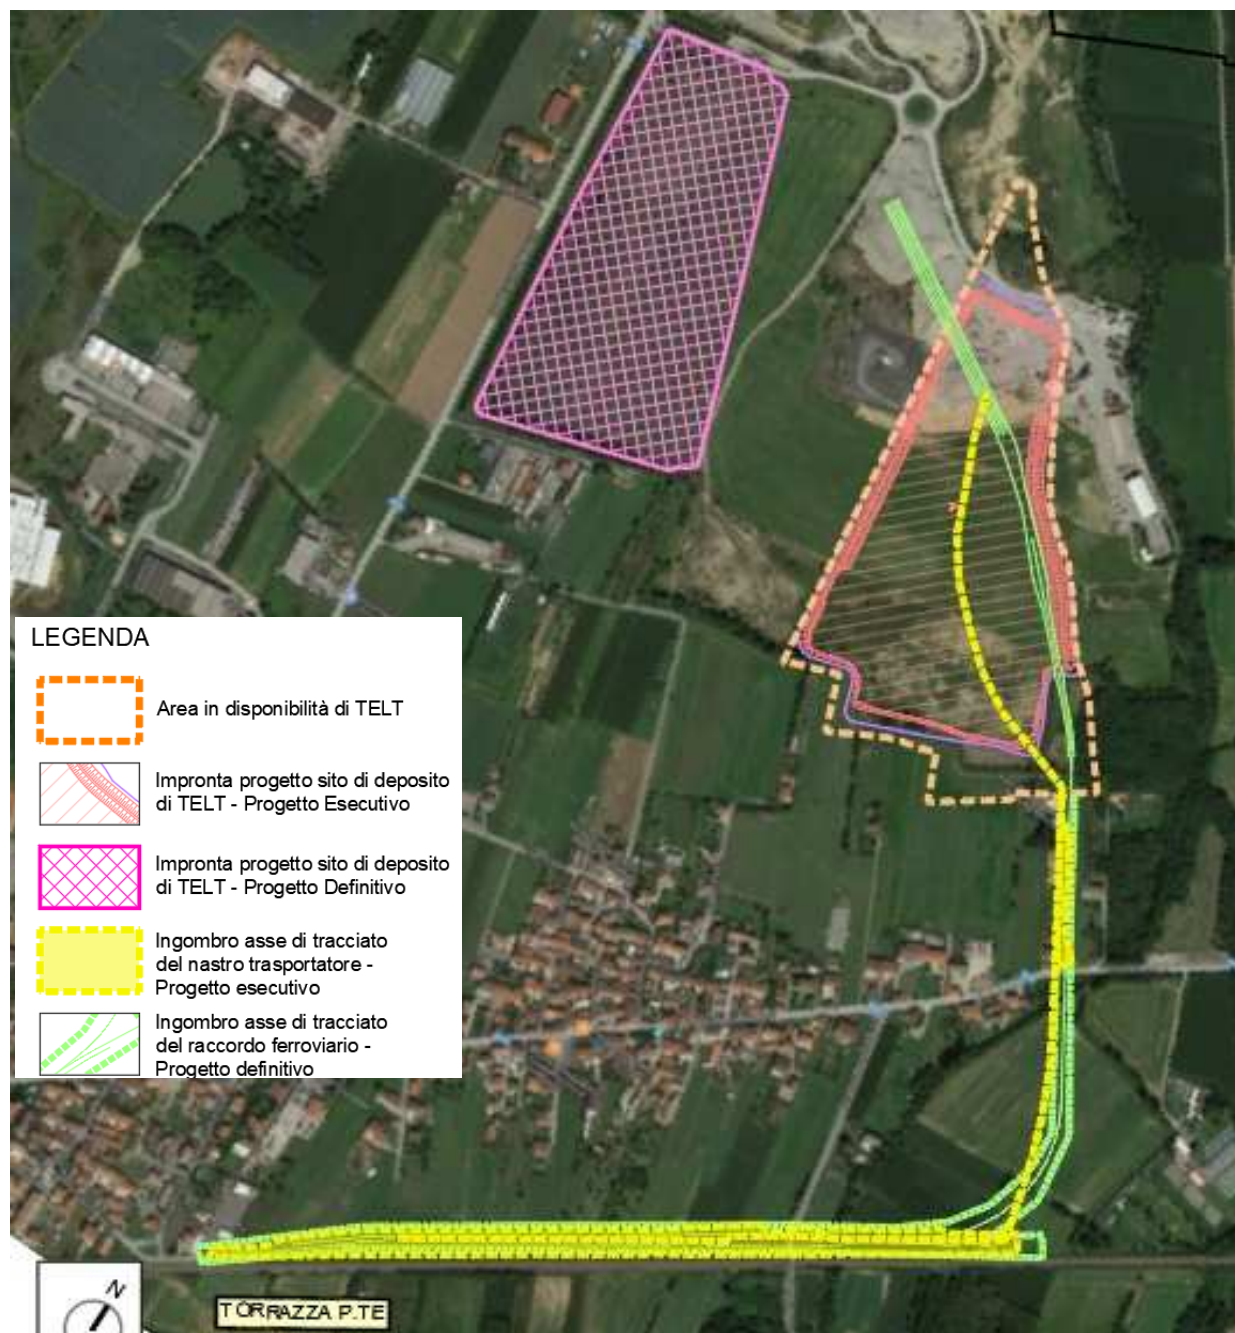 LEGENDA
Area in disponibilità di TELT
Impronta progetto sito di deposito
di TELT - Progetto Esecutivo
Impronta progetto sito di deposito
di TELT - Progetto Definitivo
Ingombro asse di tracciato
del nastro trasportatore -
Progetto esecutivo
Ingombro asse di tracciato
del raccordo ferroviario -
Progetto definitivo
N
TORRAZZA P.TE